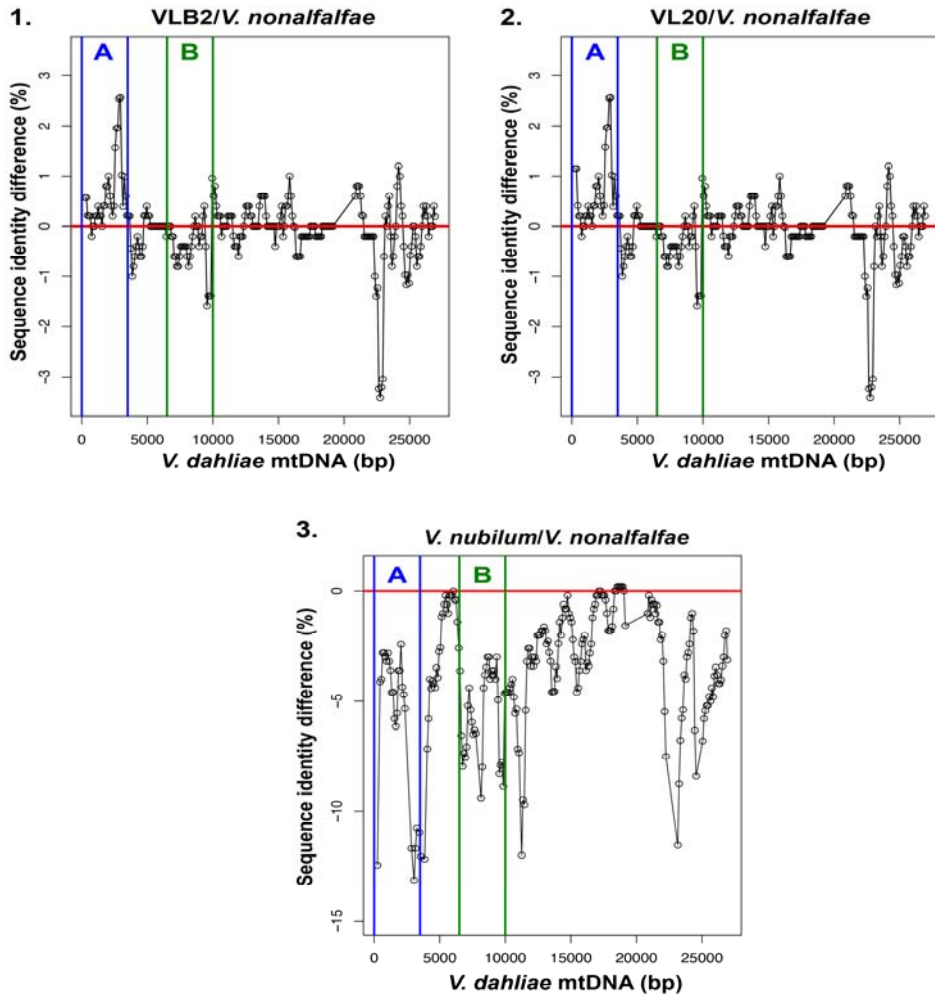 1. VLB2/V. nonalfalfae
A B
Sequence identity difference (%)
3
2
1
0
−1
−2
−3
0 5000 10000 15000 20000 25000
V. dahliae mtDNA (bp)
2. VL20/V. nonalfalfae
A B
Sequence identity difference (%)
3
2
1
0
−1
−2
−3
0 5000 10000 15000 20000 25000
V. dahliae mtDNA (bp)
3. V. nubilum/V. nonalfalfae
A B
Sequence identity difference (%)
0
−5
−10
−15
0 5000 10000 15000 20000 25000
V. dahliae mtDNA (bp)